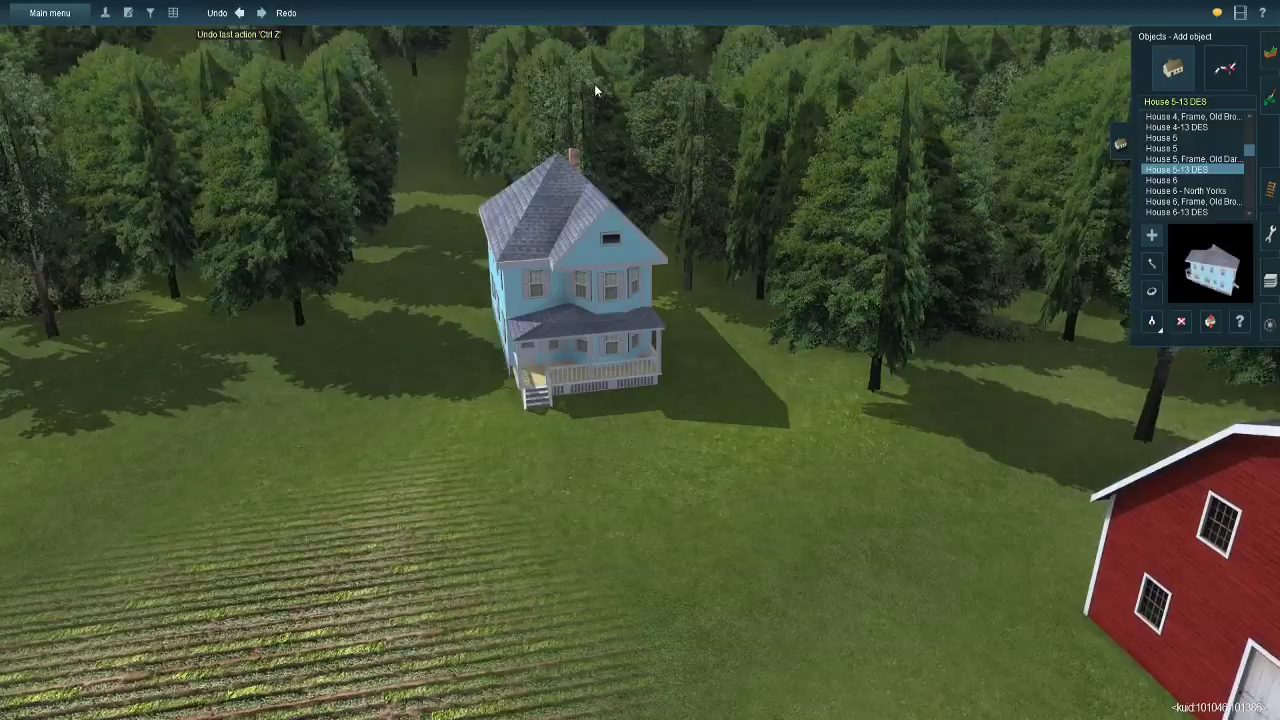 Main menu
Undo
Redo
Undo last action 'Ctrl Z'
Objects - Add object
House 5-13 DES
House 4, Frame, Old Bro...
House 4-13 DES
House 5
House 5
House 5, Frame, Old Dar...
House 5-13 DES
House 6
House 6 - North Yorks
House 6, Frame, Old Bro...
House 6-13 DES
?
?